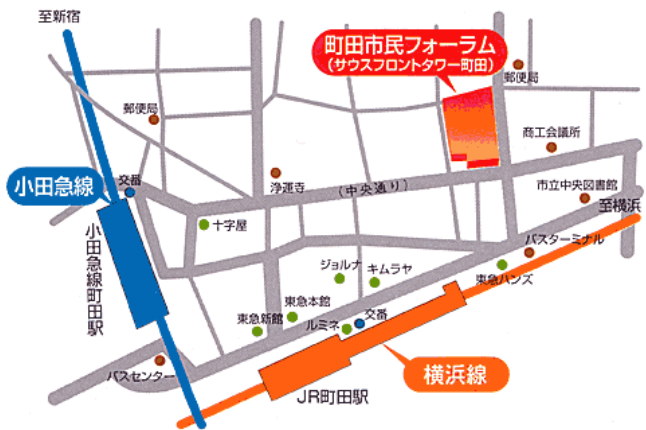 至新宿
町田市民フォーラム
(サウスフロントタワー町田)
郵便局
郵便局
商工会議所
小田急線
交番
浄運寺
(中央通り)
市立中央図書館
至横浜
十字屋
小田急線町田駅
バスターミナル
ジョルナ
キムラヤ
東急ハンズ
東急本館
東急新館
ルミネ
交番
バスセンター
横浜線
JR町田駅